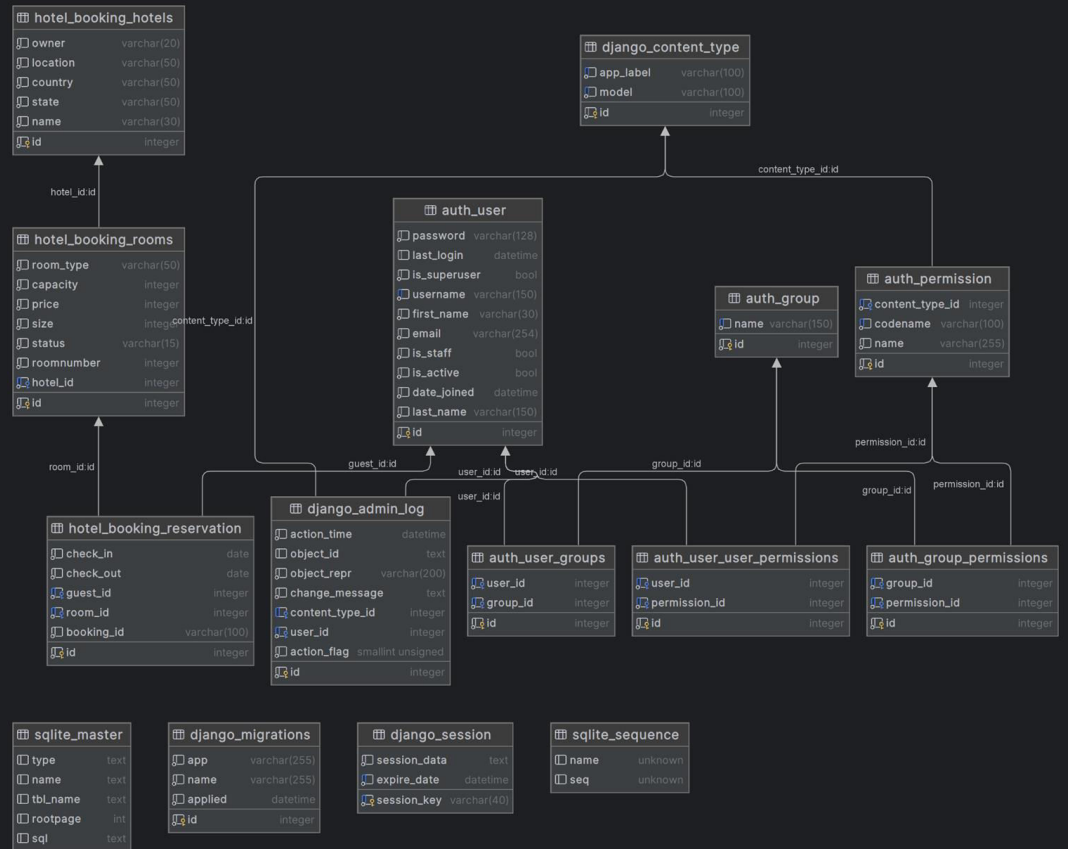 hotel_booking_hotels
owner varchar(20)
location varchar(50)
country varchar(50)
state varchar(50)
name varchar(30)
id integer
hotel_id:id
hotel_booking_rooms
room_type varchar(50)
capacity integer
price integer
size integer
status varchar(15)
roomnumber integer
hotel_id integer
id integer
room_id:id
hotel_booking_reservation
check_in date
check_out date
guest_id integer
room_id integer
booking_id varchar(100)
id integer
django_content_type
app_label varchar(100)
model varchar(100)
id integer
content_type_id:id
content_type_id:id
auth_user
password varchar(128)
last_login datetime
is_superuser bool
username varchar(150)
first_name varchar(30)
email varchar(254)
is_staff bool
is_active bool
date_joined datetime
last_name varchar(150)
id integer
auth_group
name varchar(150)
id integer
auth_permission
content_type_id integer
codename varchar(100)
name varchar(255)
id integer
guest_id:id
user_id:id
user_id:id
user_id:id
group_id:id
permission_id:id
group_id:id
permission_id:id
django_admin_log
action_time datetime
object_id text
object_repr varchar(200)
change_message text
content_type_id integer
user_id integer
action_flag smallint unsigned
id integer
auth_user_groups
user_id integer
group_id integer
id integer
auth_user_user_permissions
user_id integer
permission_id integer
id integer
auth_group_permissions
group_id integer
permission_id integer
id integer
sqlite_master
type text
name text
tbl_name text
rootpage int
sql text
django_migrations
app varchar(255)
name varchar(255)
applied datetime
id integer
django_session
session_data text
expire_date datetime
session_key varchar(40)
sqlite_sequence
name unknown
seq unknown